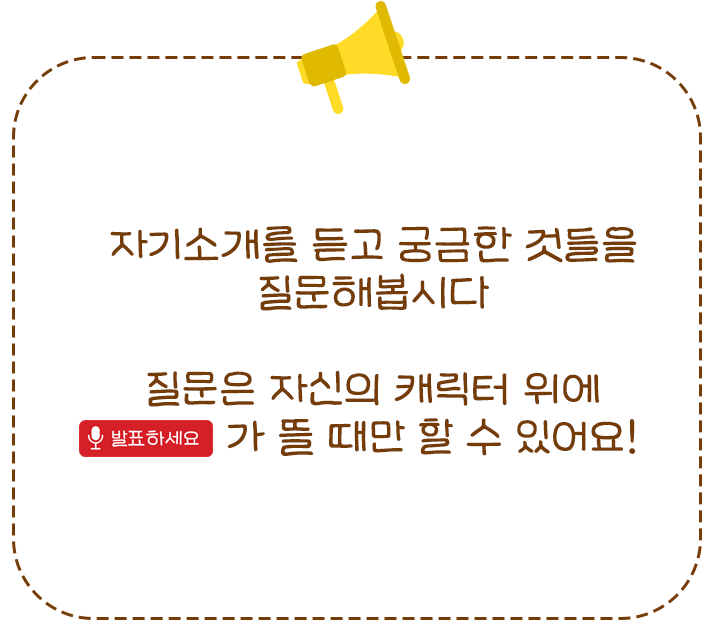 자기소개를 듣고 궁금한 것들을
질문해봅시다
질문은 자신의 캐릭터 위에
발표하세요 가 뜰 때만 할 수 있어요!